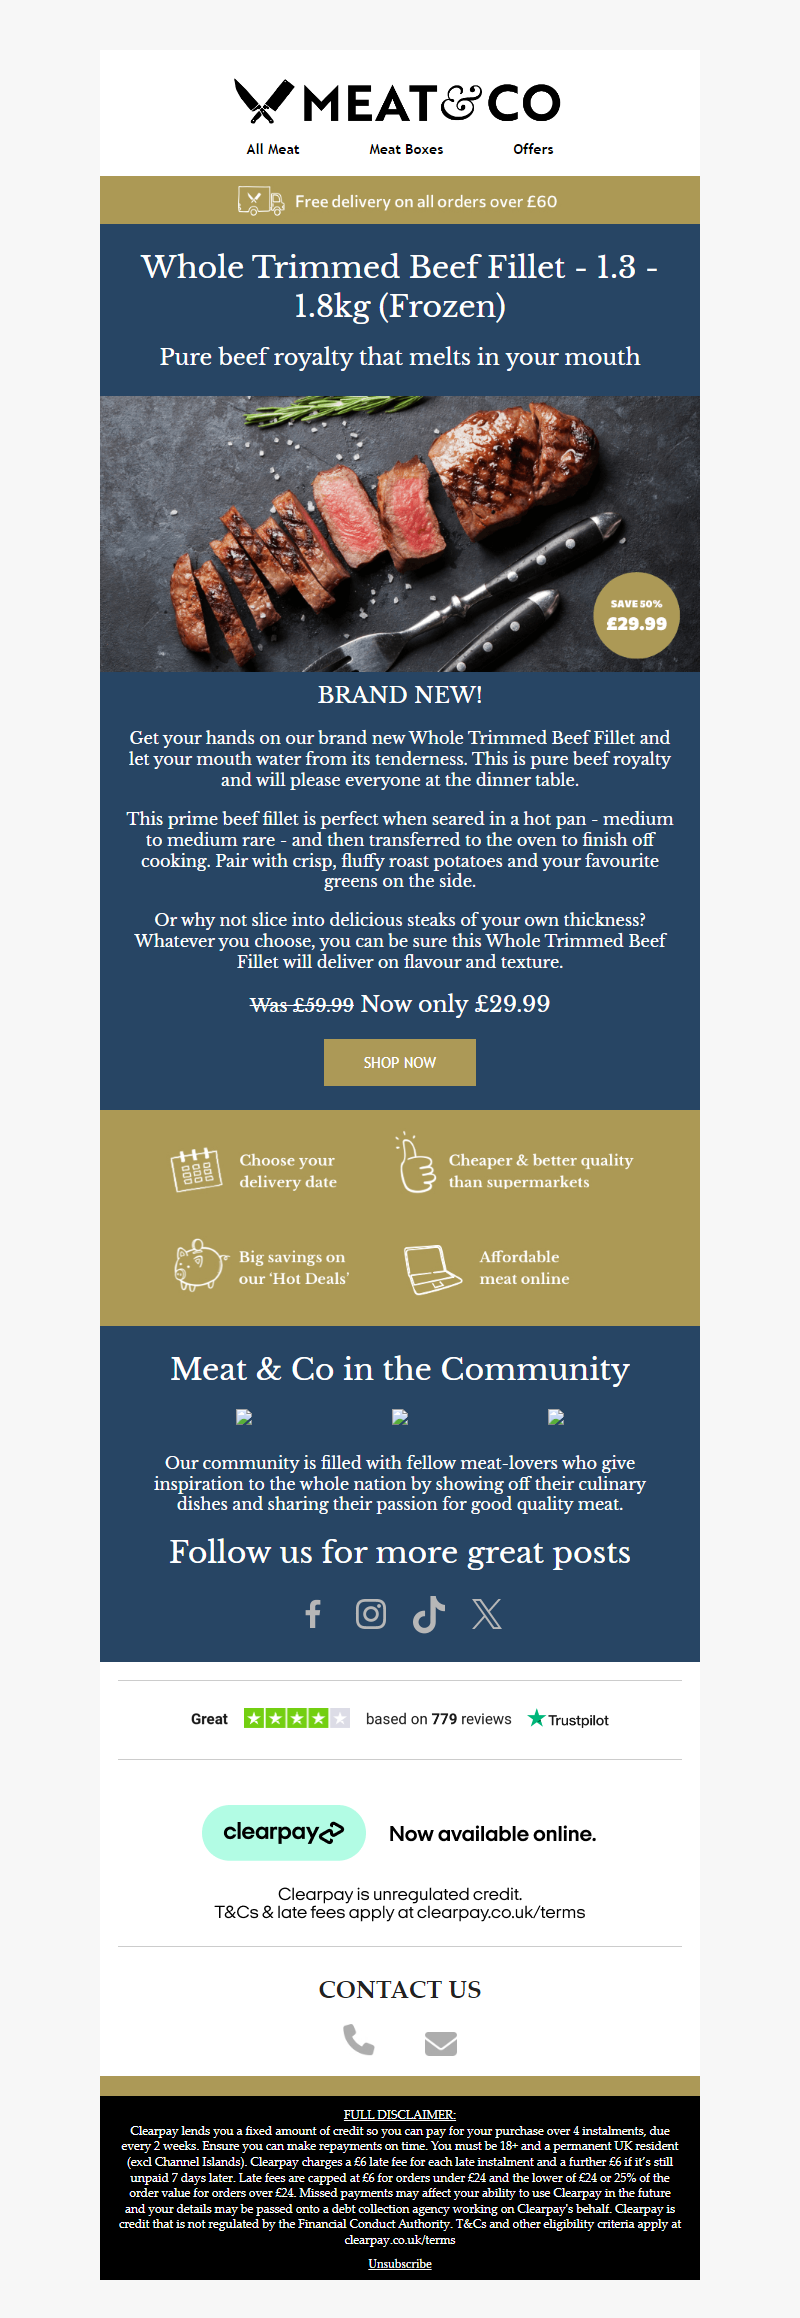 MEAT&CO
All Meat Meat Boxes Offers
Free delivery on all orders over £60
Whole Trimmed Beef Fillet - 1.3 -
1.8kg (Frozen)
Pure beef royalty that melts in your mouth
SAVE 50%
£29.99
BRAND NEW!
Get your hands on our brand new Whole Trimmed Beef Fillet and
let your mouth water from its tenderness. This is pure beef royalty
and will please everyone at the dinner table.
This prime beef fillet is perfect when seared in a hot pan - medium
to medium rare - and then transferred to the oven to finish off
cooking. Pair with crisp, fluffy roast potatoes and your favourite
greens on the side.
Or why not slice into delicious steaks of your own thickness?
Whatever you choose, you can be sure this Whole Trimmed Beef
Fillet will deliver on flavour and texture.
Was £59.99 Now only £29.99
SHOP NOW
Choose your
delivery date
Cheaper & better quality
than supermarkets
Big savings on
our ‘Hot Deals’
Affordable
meat online
Meat & Co in the Community
Our community is filled with fellow meat-lovers who give
inspiration to the whole nation by showing off their culinary
dishes and sharing their passion for good quality meat.
Follow us for more great posts
Great based on 779 reviews Trustpilot
clearpay Now available online.
Clearpay is unregulated credit.
T&Cs & late fees apply at clearpay.co.uk/terms
CONTACT US
FULL DISCLAIMER:
Clearpay lends you a fixed amount of credit so you can pay for your purchase over 4 instalments, due
every 2 weeks. Ensure you can make repayments on time. You must be 18+ and a permanent UK resident
(excl Channel Islands). Clearpay charges a £6 late fee for each late instalment and a further £6 if it’s still
unpaid 7 days later. Late fees are capped at £6 for orders under £24 and the lower of £24 or 25% of the
order value for orders over £24. Missed payments may affect your ability to use Clearpay in the future
and your details may be passed onto a debt collection agency working on Clearpay’s behalf. Clearpay is
credit that is not regulated by the Financial Conduct Authority. T&Cs and other eligibility criteria apply at
clearpay.co.uk/terms
Unsubscribe